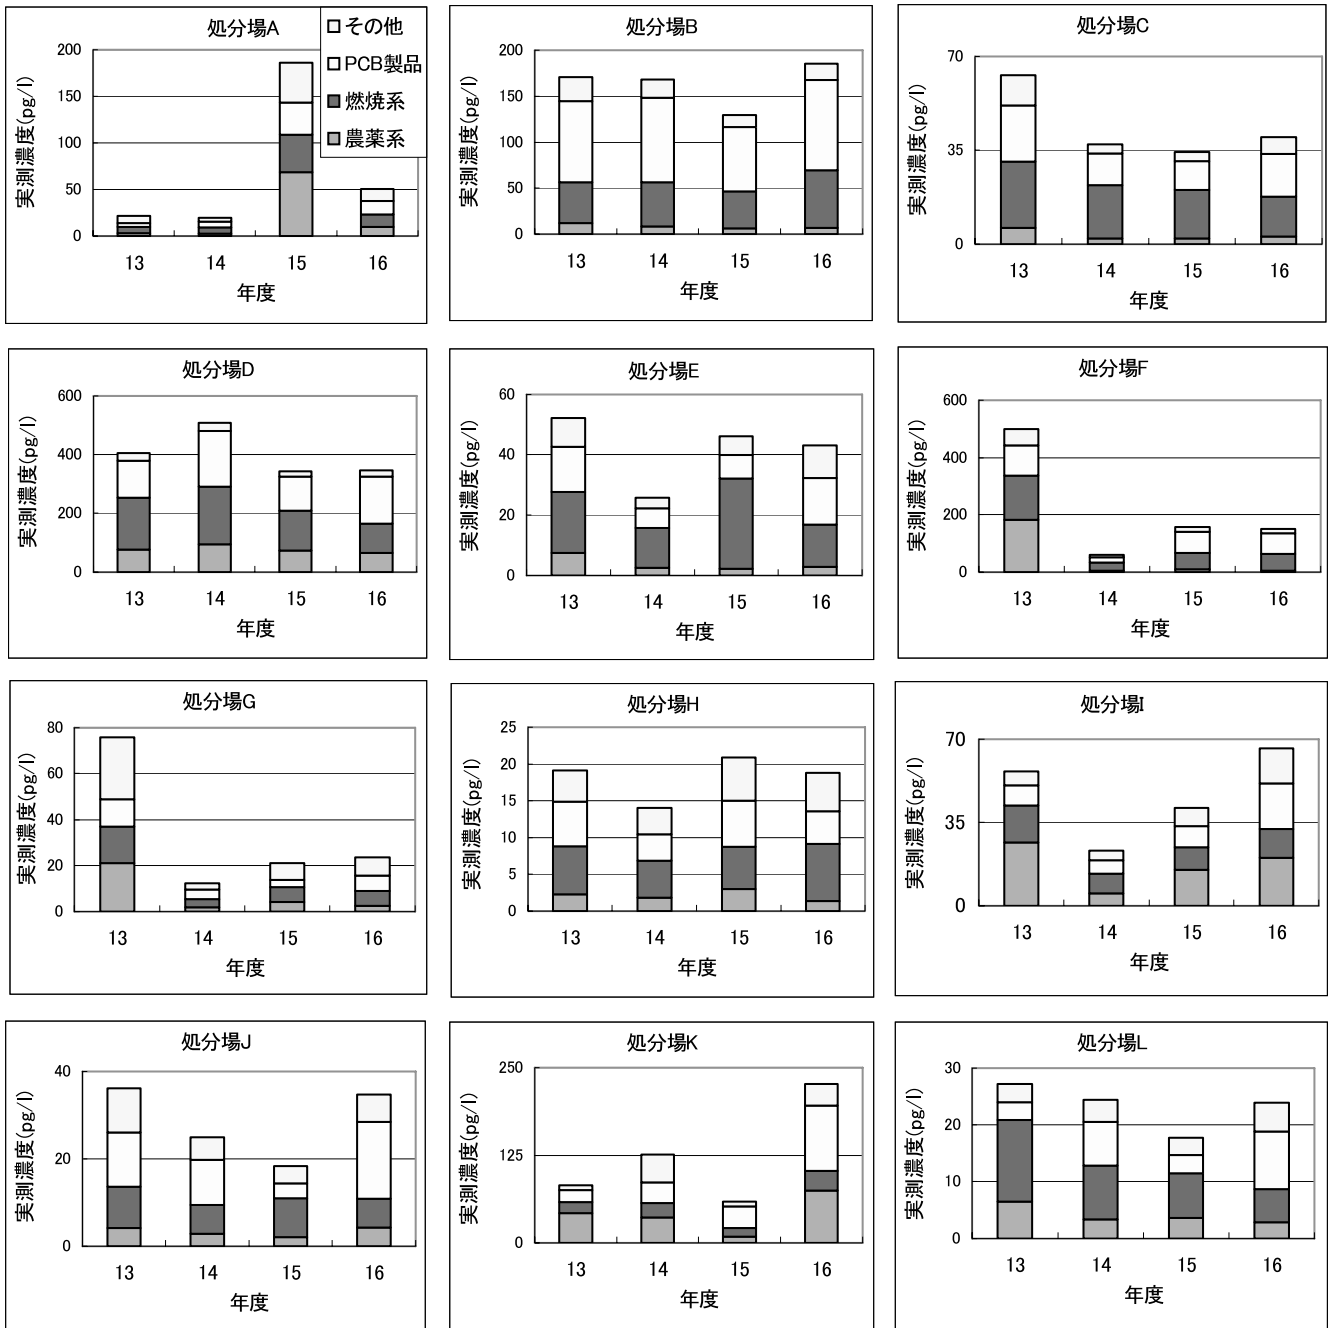 処分場A
□その他
□PCB製品
■燃焼系
■農薬系
実測濃度(pg/l)
200
150
100
50
0
13 14 15 16
年度
処分場B
実測濃度(pg/l)
200
150
100
50
0
13 14 15 16
年度
処分場C
実測濃度(pg/l)
70
35
0
13 14 15 16
年度
処分場D
実測濃度(pg/l)
600
400
200
0
13 14 15 16
年度
処分場E
実測濃度(pg/l)
60
40
20
0
13 14 15 16
年度
処分場F
実測濃度(pg/l)
600
400
200
0
13 14 15 16
年度
処分場G
実測濃度(pg/l)
80
60
40
20
0
13 14 15 16
年度
処分場H
実測濃度(pg/l)
25
20
15
10
5
0
13 14 15 16
年度
処分場I
実測濃度(pg/l)
70
35
0
13 14 15 16
年度
処分場J
実測濃度(pg/l)
40
20
0
13 14 15 16
年度
処分場K
実測濃度(pg/l)
250
125
0
13 14 15 16
年度
処分場L
実測濃度(pg/l)
30
20
10
0
13 14 15 16
年度